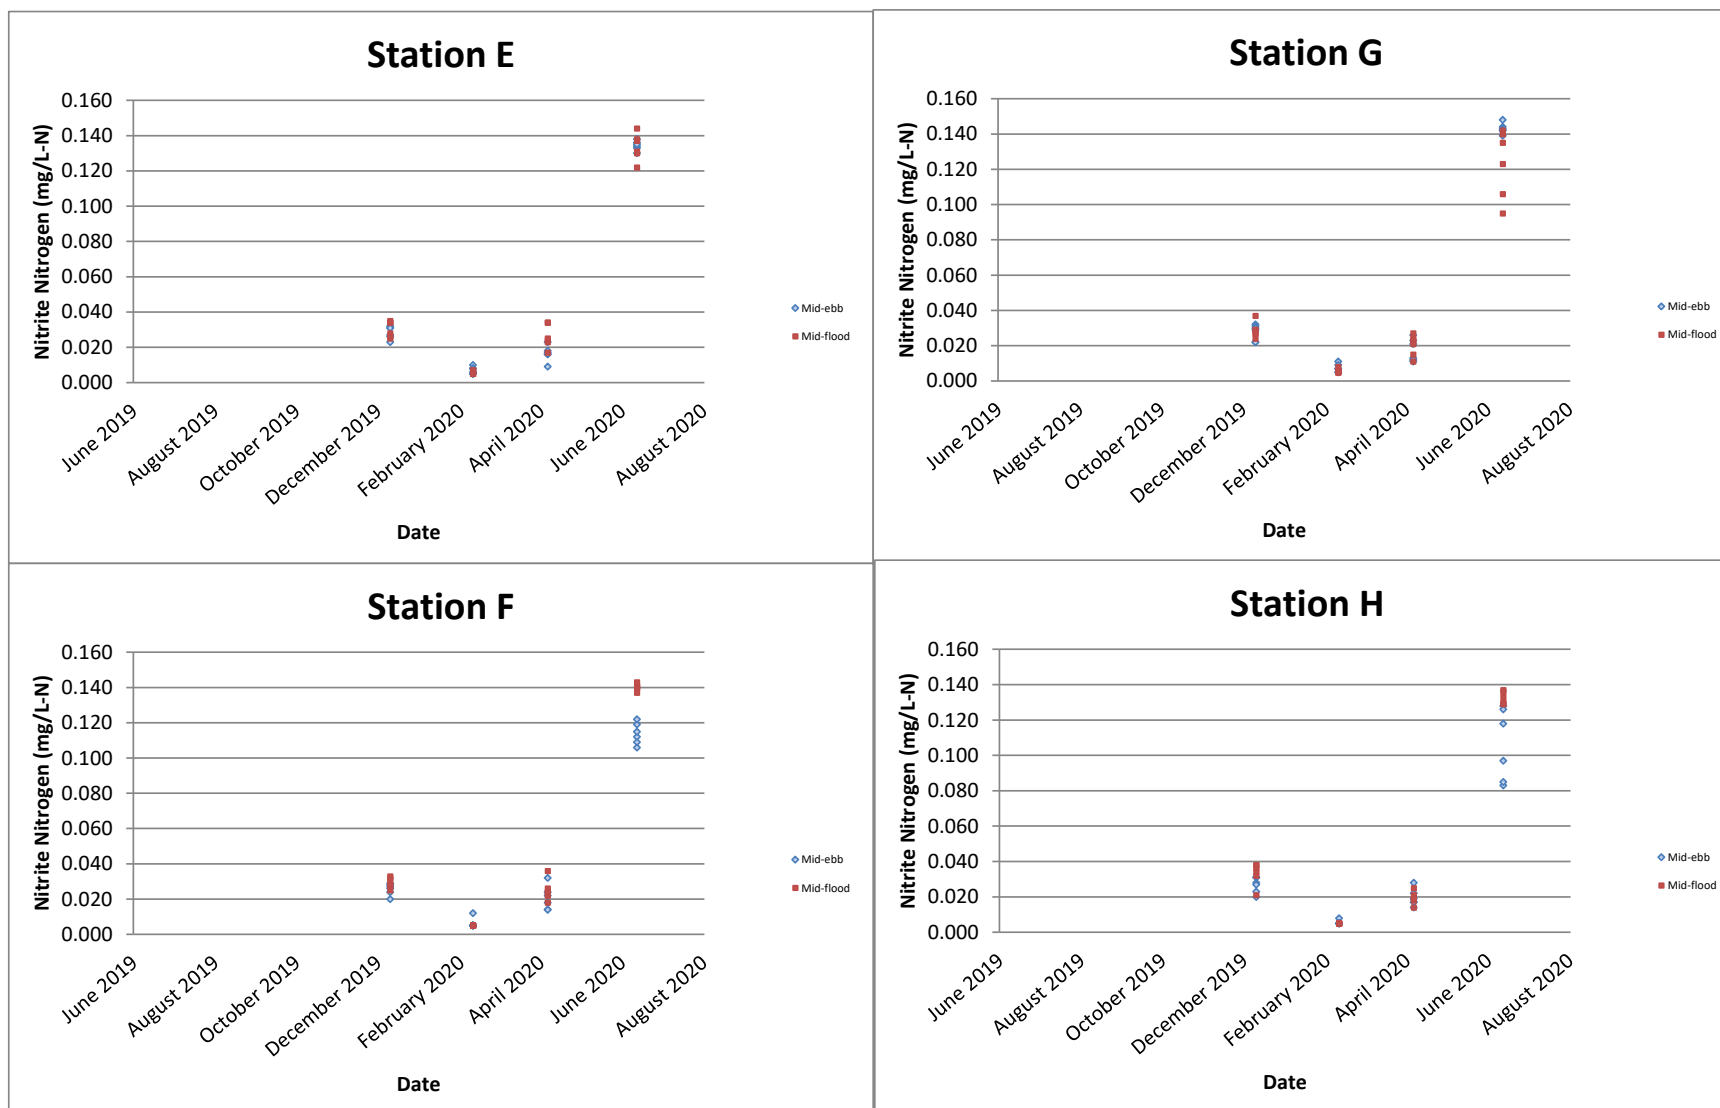 Station E
Nitrite Nitrogen (mg/L-N)
0.160
0.140
0.120
0.100
0.080
0.060
0.040
0.020
0.000
June 2019
August 2019
October 2019
December 2019
February 2020
April 2020
June 2020
August 2020
Date
Mid-ebb
Mid-flood
Station G
Nitrite Nitrogen (mg/L-N)
0.160
0.140
0.120
0.100
0.080
0.060
0.040
0.020
0.000
June 2019
August 2019
October 2019
December 2019
February 2020
April 2020
June 2020
August 2020
Date
Mid-ebb
Mid-flood
Station F
Nitrite Nitrogen (mg/L-N)
0.160
0.140
0.120
0.100
0.080
0.060
0.040
0.020
0.000
June 2019
August 2019
October 2019
December 2019
February 2020
April 2020
June 2020
August 2020
Date
Mid-ebb
Mid-flood
Station H
Nitrite Nitrogen (mg/L-N)
0.160
0.140
0.120
0.100
0.080
0.060
0.040
0.020
0.000
June 2019
August 2019
October 2019
December 2019
February 2020
April 2020
June 2020
August 2020
Date
Mid-ebb
Mid-flood